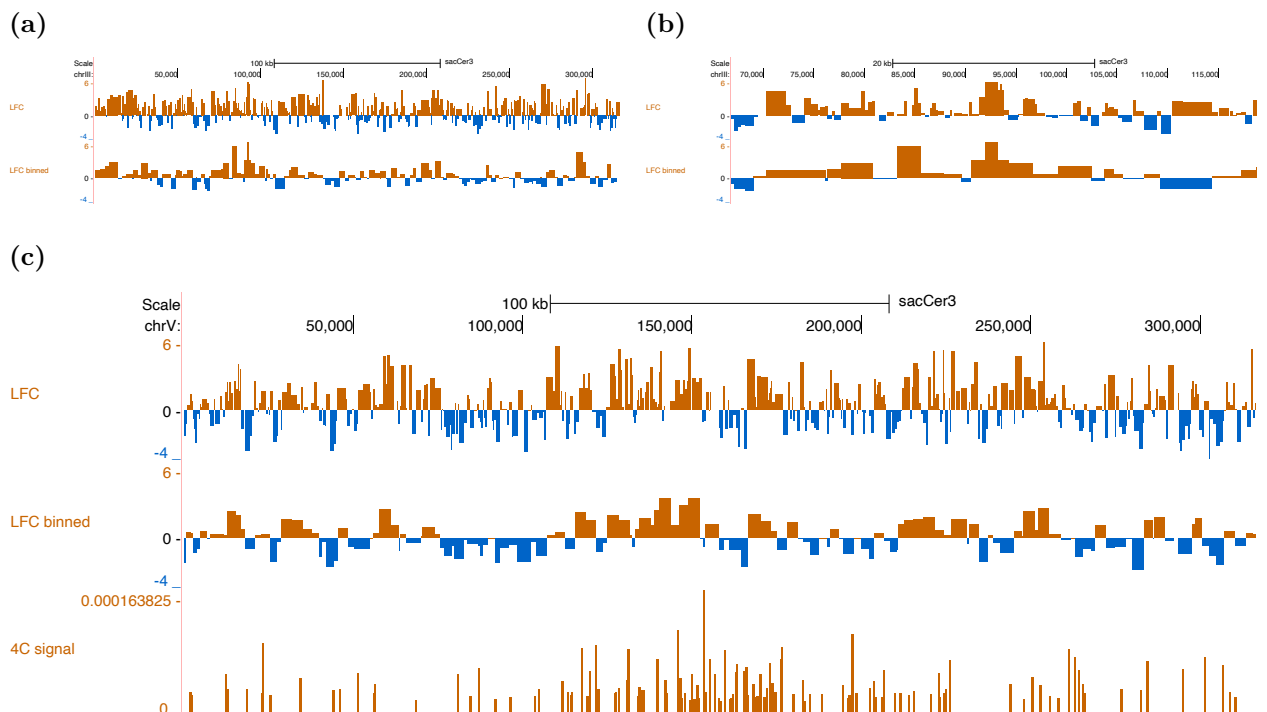 (a)
Scale 100 kb sacCer3
chrIII: 50,000 100,000 150,000 200,000 250,000 300,000
6
LFC
0
-4
6
LFC binned
0
-4
(b)
Scale 20 kb sacCer3
chrIII: 70,000 75,000 80,000 85,000 90,000 95,000 100,000 105,000 110,000 115,000
6
LFC
0
-4
6
LFC binned
0
-4
(c)
Scale 100 kb sacCer3
chrV: 50,000 100,000 150,000 200,000 250,000 300,000
6
LFC
0
-4
6
LFC binned
0
-4
0.000163825
4C signal
0